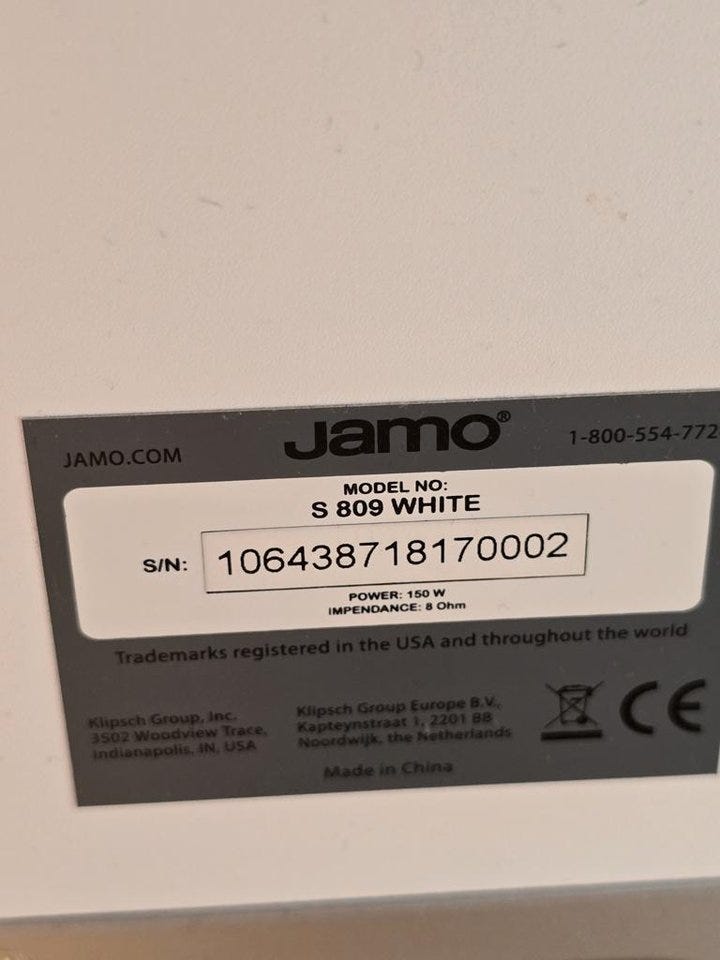 JAMO.COM
Jamo®
1-800-554-772
MODEL NO:
S 809 WHITE
S/N: 106438718170002
POWER: 150 W
IMPENDANCE: 8 Ohm
Trademarks registered in the USA and throughout the world
Klipsch Group, Inc.
3502 Woodview Trace,
Indianapolis, IN, USA
Klipsch Group Europe B.V.,
Kapteynstraat 1, 2201 BB
Noordwijk, the Netherlands
CE
Made in China